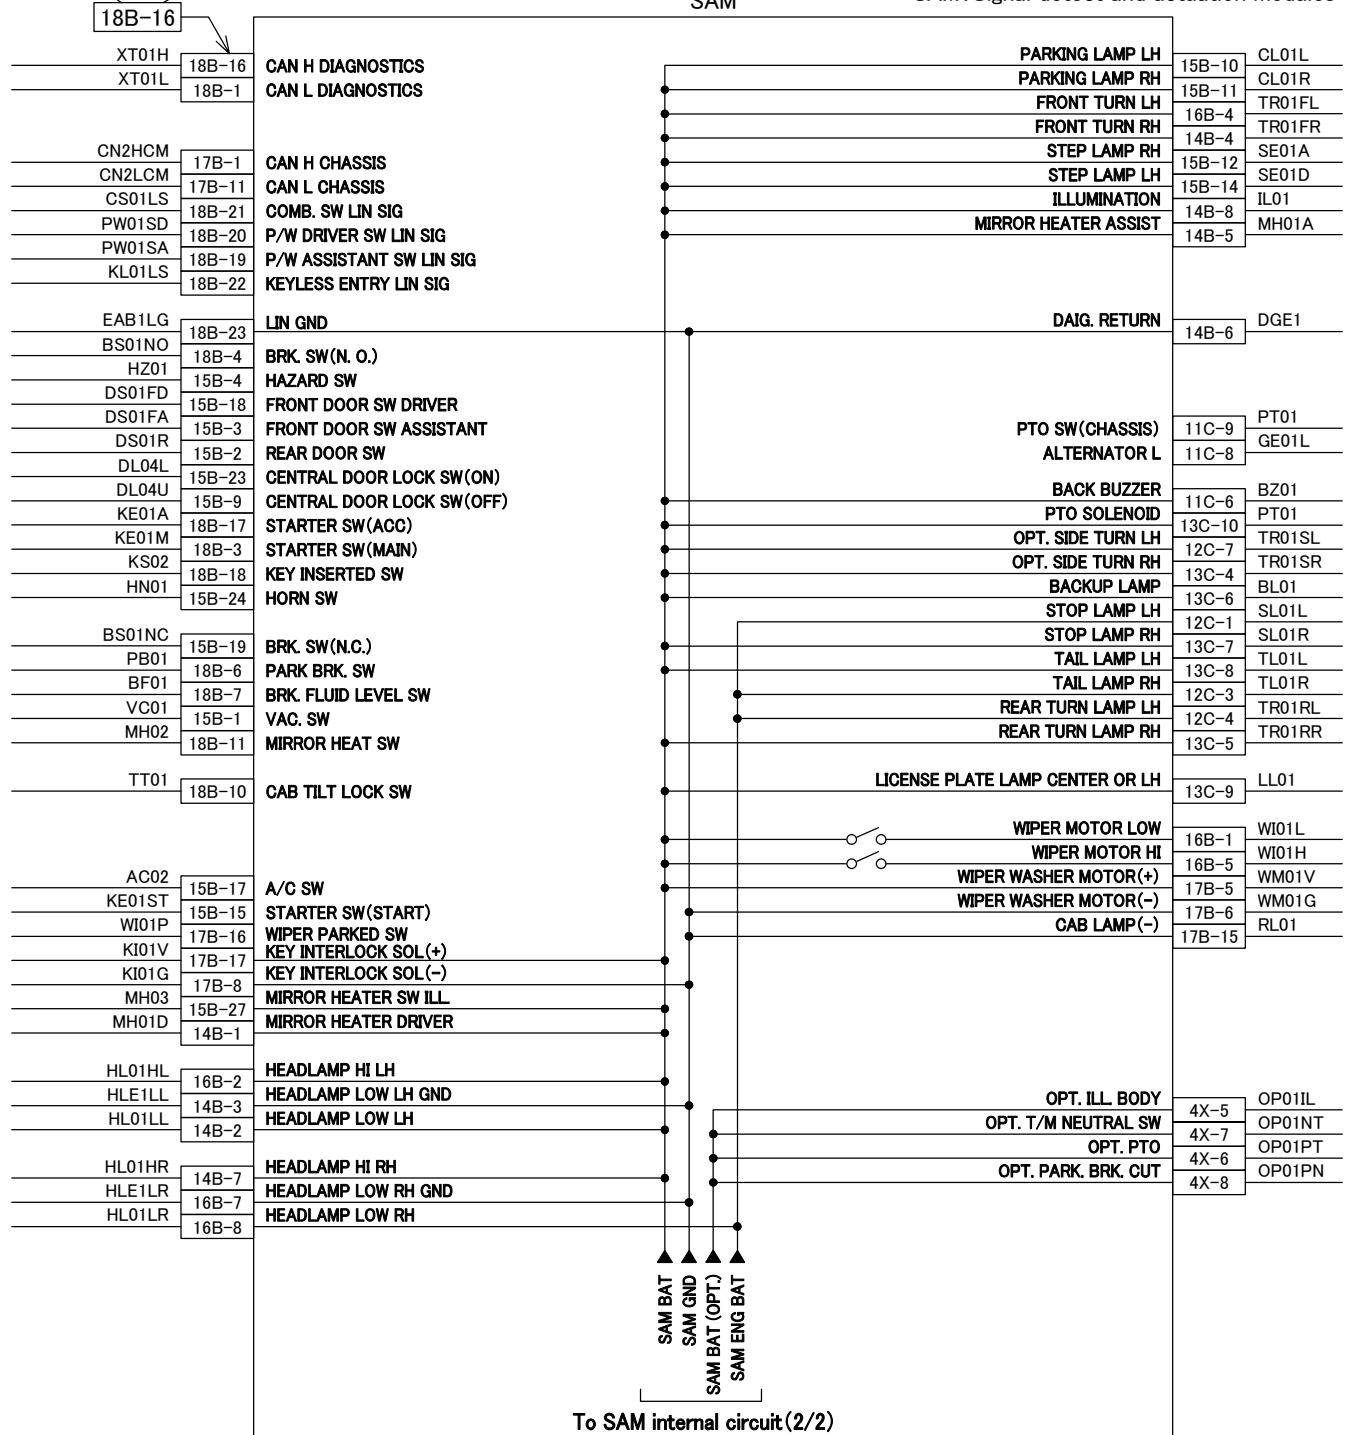 SAM
18B-16
XT01H 18B-16 CAN H DIAGNOSTICS
XT01L 18B-1 CAN L DIAGNOSTICS
CN2HCM 17B-1 CAN H CHASSIS
CN2LCM 17B-11 CAN L CHASSIS
CS01LS 18B-21 COMB. SW LIN SIG
PW01SD 18B-20 P/W DRIVER SW LIN SIG
PW01SA 18B-19 P/W ASSISTANT SW LIN SIG
KL01LS 18B-22 KEYLESS ENTRY LIN SIG
EAB1LG 18B-23 LIN GND
BS01NO 18B-4 BRK. SW(N. O.)
HZ01 15B-4 HAZARD SW
DS01FD 15B-18 FRONT DOOR SW DRIVER
DS01FA 15B-3 FRONT DOOR SW ASSISTANT
DS01R 15B-2 REAR DOOR SW
DL04L 15B-23 CENTRAL DOOR LOCK SW(ON)
DL04U 15B-9 CENTRAL DOOR LOCK SW(OFF)
KE01A 18B-17 STARTER SW(ACC)
KE01M 18B-3 STARTER SW(MAIN)
KS02 18B-18 KEY INSERTED SW
HN01 15B-24 HORN SW
BS01NC 15B-19 BRK. SW(N.C.)
PB01 18B-6 PARK BRK. SW
BF01 18B-7 BRK. FLUID LEVEL SW
VC01 15B-1 VAC. SW
MH02 18B-11 MIRROR HEAT SW
TT01 18B-10 CAB TILT LOCK SW
AC02 15B-17 A/C SW
KE01ST 15B-15 STARTER SW(START)
WI01P 17B-16 WIPER PARKED SW
KI01V 17B-17 KEY INTERLOCK SOL(+)
KI01G 17B-8 KEY INTERLOCK SOL(-)
MH03 15B-27 MIRROR HEATER SW ILL.
MH01D 14B-1 MIRROR HEATER DRIVER
HL01HL 16B-2 HEADLAMP HI LH
HLE1LL 14B-3 HEADLAMP LOW LH GND
HL01LL 14B-2 HEADLAMP LOW LH
HL01HR 14B-7 HEADLAMP HI RH
HLE1LR 16B-7 HEADLAMP LOW RH GND
HL01LR 16B-8 HEADLAMP LOW RH
PARKING LAMP LH 15B-10 CL01L
PARKING LAMP RH 15B-11 CL01R
FRONT TURN LH 16B-4 TR01FL
FRONT TURN RH 14B-4 TR01FR
STEP LAMP RH 15B-12 SE01A
STEP LAMP LH 15B-14 SE01D
ILLUMINATION 14B-8 IL01
MIRROR HEATER ASSIST 14B-5 MH01A
DAIG. RETURN 14B-6 DGE1
PTO SW(CHASSIS) 11C-9 PT01
ALTERNATOR L 11C-8 GE01L
BACK BUZZER 11C-6 BZ01
PTO SOLENOID 13C-10 PT01
OPT. SIDE TURN LH 12C-7 TR01SL
OPT. SIDE TURN RH 13C-4 TR01SR
BACKUP LAMP 13C-6 BL01
STOP LAMP LH 12C-1 SL01L
STOP LAMP RH 13C-7 SL01R
TAIL LAMP LH 13C-8 TL01L
TAIL LAMP RH 12C-3 TL01R
REAR TURN LAMP LH 12C-4 TR01RL
REAR TURN LAMP RH 13C-5 TR01RR
LICENSE PLATE LAMP CENTER OR LH 13C-9 LL01
WIPER MOTOR LOW 16B-1 WI01L
WIPER MOTOR HI 16B-5 WI01H
WIPER WASHER MOTOR(+) 17B-5 WM01V
WIPER WASHER MOTOR(-) 17B-6 WM01G
CAB LAMP(-) 17B-15 RL01
OPT. ILL. BODY 4X-5 OP01IL
OPT. T/M NEUTRAL SW 4X-7 OP01NT
OPT. PTO 4X-6 OP01PT
OPT. PARK. BRK. CUT 4X-8 OP01PN
SAM BAT
SAM GND
SAM BAT (OPT.)
SAM ENG BAT
To SAM internal circuit(2/2)